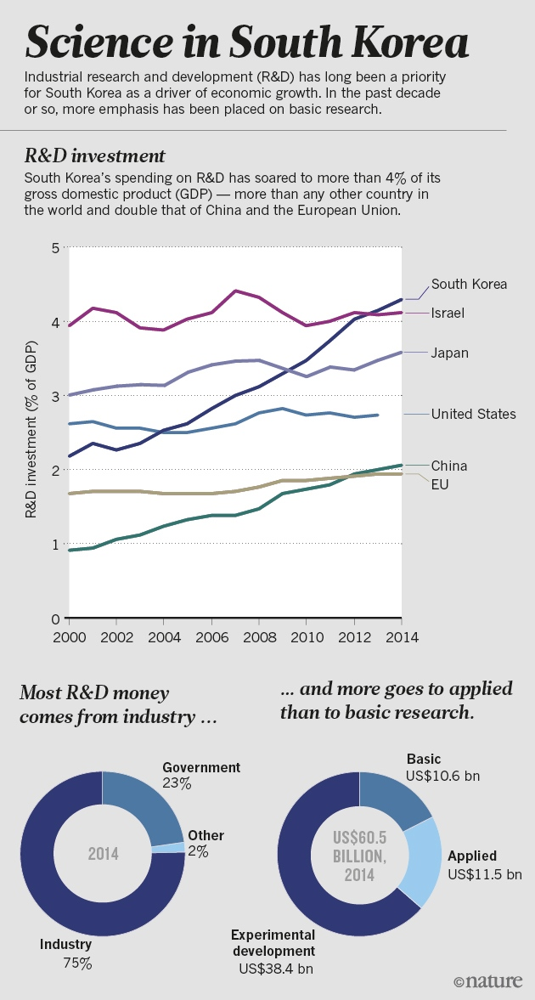 Science in South Korea
Industrial research and development (R&D) has long been a priority
for South Korea as a driver of economic growth. In the past decade
or so, more emphasis has been placed on basic research.
R&D investment
South Korea's spending on R&D has soared to more than 4% of its
gross domestic product (GDP) — more than any other country in
the world and double that of China and the European Union.
R&D investment (% of GDP)
5
4
3
2
1
0
South Korea
Israel
Japan
United States
China
EU
2000 2002 2004 2006 2008 2010 2012 2014
Most R&D money
comes from industry ...
Government
23%
Other
2%
2014
Industry
75%
... and more goes to applied
than to basic research.
Basic
US$10.6 bn
US$60.5
BILLION,
2014
Applied
US$11.5 bn
Experimental
development
US$38.4 bn
©nature